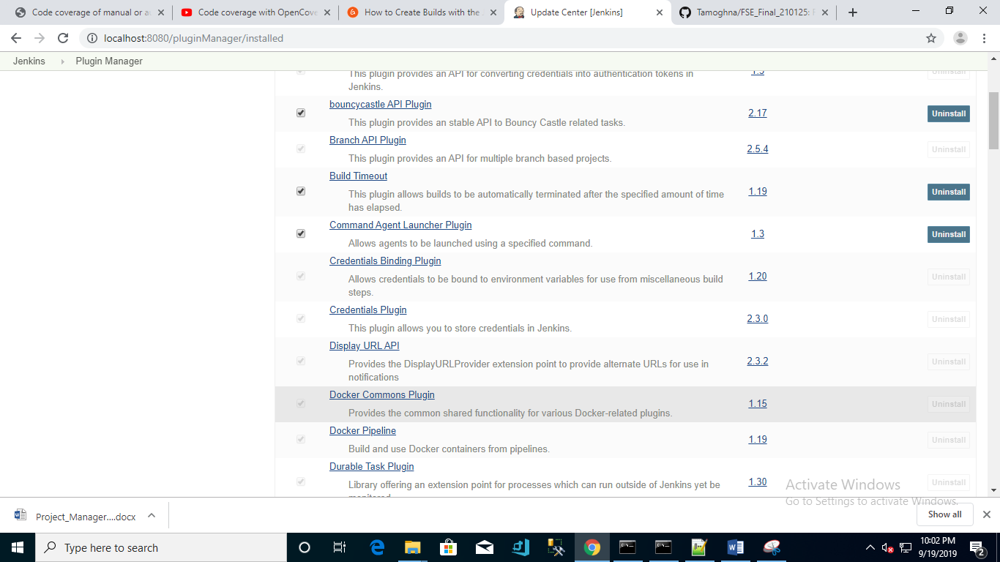 Code coverage of manual or au
Code coverage with OpenCove
How to Create Builds with the
Update Center [Jenkins]
Tamoghna/FSE_Final_210125: F
localhost:8080/pluginManager/installed
Jenkins
Plugin Manager
This plugin provides an API for converting credentials into authentication tokens in
Jenkins.
1.5
Uninstall
bouncycastle API Plugin
This plugin provides an stable API to Bouncy Castle related tasks.
2.17
Uninstall
Branch API Plugin
This plugin provides an API for multiple branch based projects.
2.5.4
Uninstall
Build Timeout
This plugin allows builds to be automatically terminated after the specified amount of time
has elapsed.
1.19
Uninstall
Command Agent Launcher Plugin
Allows agents to be launched using a specified command.
1.3
Uninstall
Credentials Binding Plugin
Allows credentials to be bound to environment variables for use from miscellaneous build
steps.
1.20
Uninstall
Credentials Plugin
This plugin allows you to store credentials in Jenkins.
2.3.0
Uninstall
Display URL API
Provides the DisplayURLProvider extension point to provide alternate URLs for use in
notifications
2.3.2
Uninstall
Docker Commons Plugin
Provides the common shared functionality for various Docker-related plugins.
1.15
Uninstall
Docker Pipeline
Build and use Docker containers from pipelines.
1.19
Uninstall
Durable Task Plugin
Library offering an extension point for processes which can run outside of Jenkins yet be
monitored.
1.30
Uninstall
Activate Windows
Go to Settings to activate Windows.
Project_Manager....docx
Show all
Type here to search
10:02 PM
9/19/2019
2